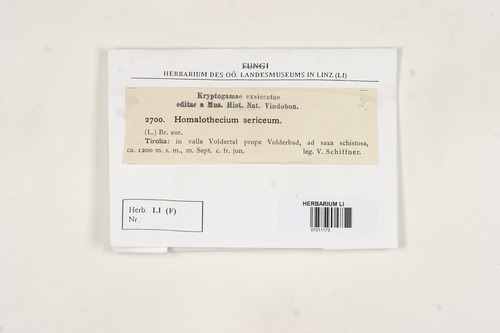 FUNGI
HERBARIUM DES OÖ. LANDESMUSEUMS IN LINZ (LI)
Kryptogamae exsiccatae
editae a Mus. Hist. Nat. Vindobon.
2700. Homalothecium sericeum.
(L.) Br. eur.
Tirolia: in valle Voldertal prope Volderbad, ad saxa schistosa,
ca. 1200 m. s. m., m. Sept. c. fr. jun. leg. V. Schiffner.
Herb. LI (F)
Nr.:
HERBARIUM LI
01011173